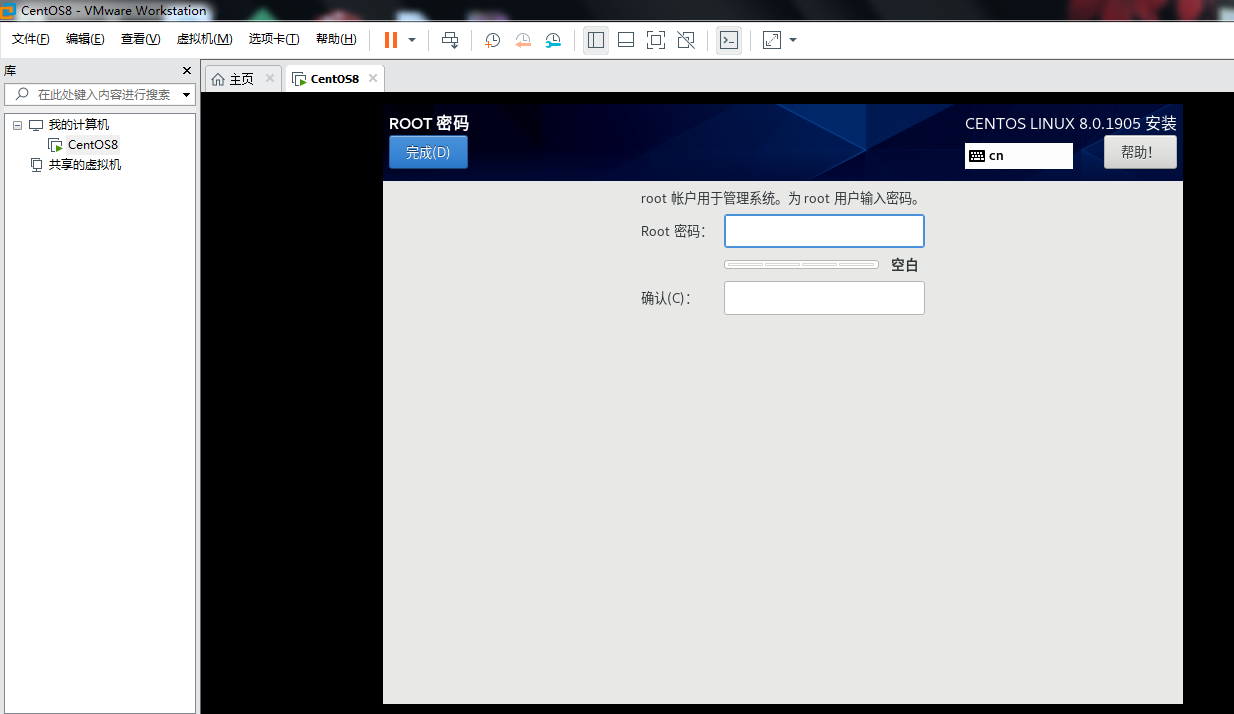 CentOS8 - VMware Workstation
文件(F) 编辑(E) 查看(V) 虚拟机(M) 选项卡(T) 帮助(H)
库
在此处键入内容进行搜索
我的计算机
CentOS8
共享的虚拟机
主页 CentOS8
ROOT 密码
完成(D)
CENTOS LINUX 8.0.1905 安装
cn
帮助!
root 帐户用于管理系统。为 root 用户输入密码。
Root 密码:
空白
确认(C):